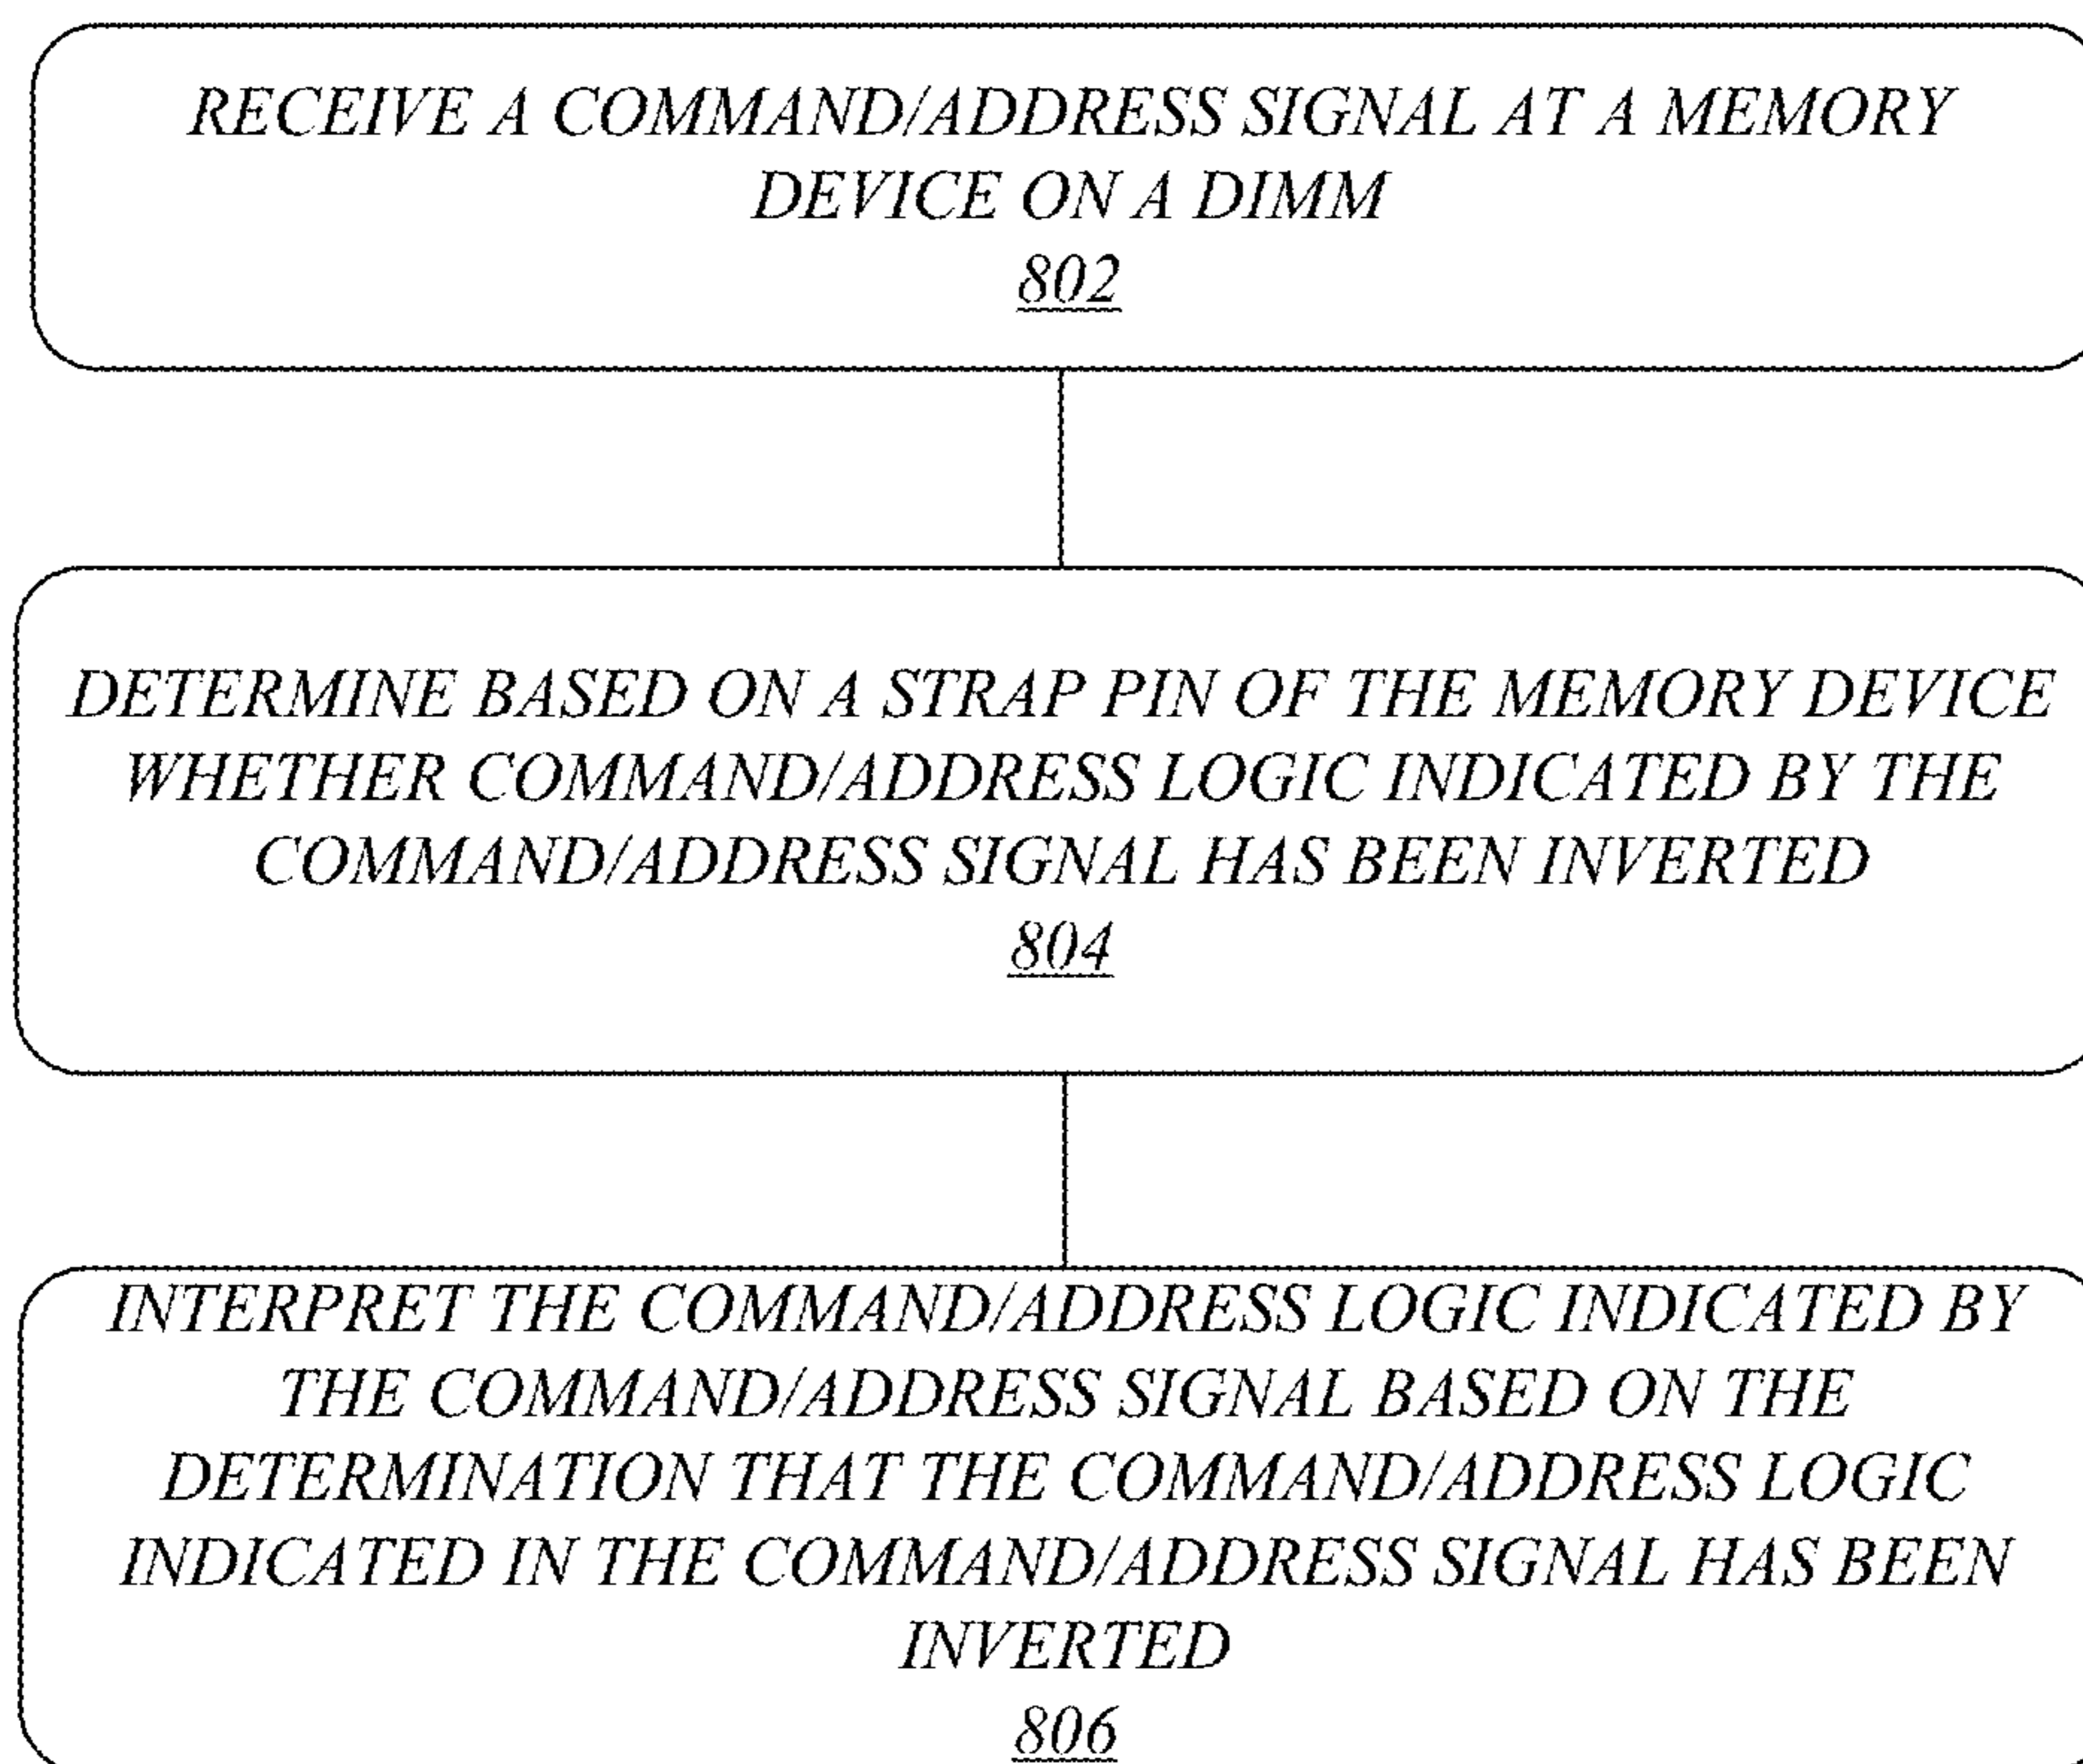 RECEIVE A COMMAND/ADDRESS SIGNAL AT A MEMORY
DEVICE ON A DIMM
802
DETERMINE BASED ON A STRAP PIN OF THE MEMORY DEVICE
WHETHER COMMAND/ADDRESS LOGIC INDICATED BY THE
COMMAND/ADDRESS SIGNAL HAS BEEN INVERTED
804
INTERPRET THE COMMAND/ADDRESS LOGIC INDICATED BY
THE COMMAND/ADDRESS SIGNAL BASED ON THE
DETERMINATION THAT THE COMMAND/ADDRESS LOGIC
INDICATED IN THE COMMAND/ADDRESS SIGNAL HAS BEEN
INVERTED
806